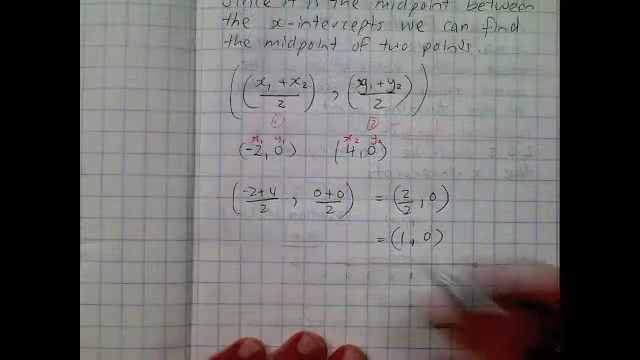 Since it is the midpoint between
the x-intercepts we can find
the midpoint of two points.
((x₁ + x₂)/2), (y₁ + y₂)/2))
① ②
x₁ y₁ x₂ y₂
(-2, 0) (4, 0)
(-2+4/2, 0+0/2) = (2/2, 0)
= (1, 0)